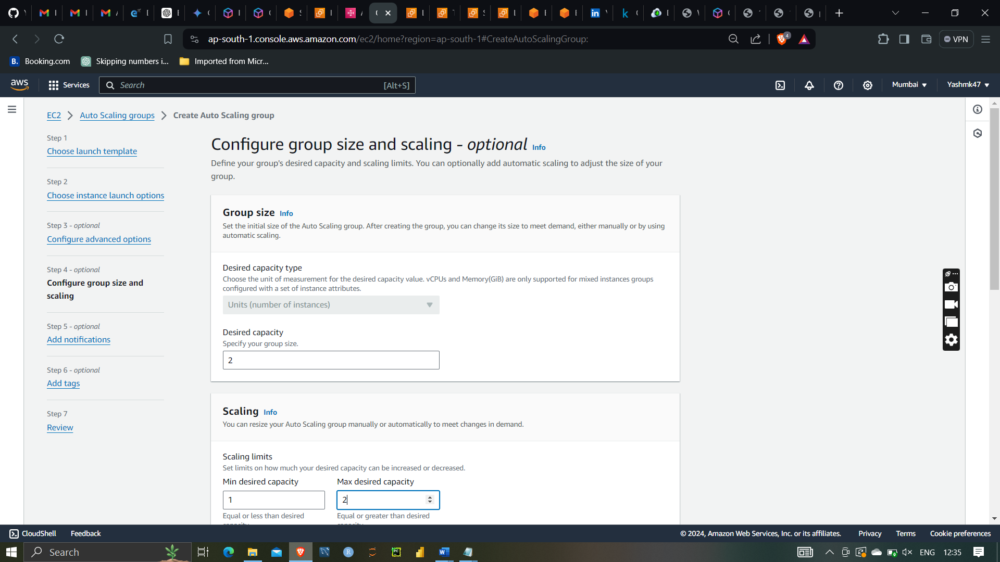 ap-south-1.console.aws.amazon.com/ec2/home?region=ap-south-1#CreateAutoScalingGroup:
4
VPN
B. Booking.com
Skipping numbers i...
Imported from Micr...
aws
Services
Search
[Alt+S]
Mumbai
Yashmk47
EC2
Auto Scaling groups
Create Auto Scaling group
Step 1
Choose launch template
Step 2
Choose instance launch options
Step 3 - optional
Configure advanced options
Step 4 - optional
Configure group size and
scaling
Step 5 - optional
Add notifications
Step 6 - optional
Add tags
Step 7
Review
Configure group size and scaling - optional Info
Define your group's desired capacity and scaling limits. You can optionally add automatic scaling to adjust the size of your
group.
Group size Info
Set the initial size of the Auto Scaling group. After creating the group, you can change its size to meet demand, either manually or by using
automatic scaling.
Desired capacity type
Choose the unit of measurement for the desired capacity value. vCPUs and Memory(GiB) are only supported for mixed instances groups
configured with a set of instance attributes.
Units (number of instances)
Desired capacity
Specify your group size.
2
Scaling Info
You can resize your Auto Scaling group manually or automatically to meet changes in demand.
Scaling limits
Set limits on how much your desired capacity can be increased or decreased.
Min desired capacity
Max desired capacity
1
2
Equal or less than desired
Equal or greater than desired
CloudShell
Feedback
© 2024, Amazon Web Services, Inc. or its affiliates.
Privacy
Terms
Cookie preferences
Search
ENG
12:35